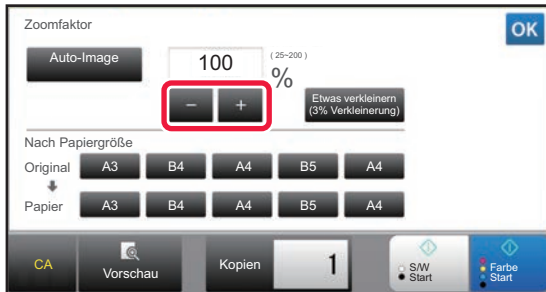 Zoomfaktor
OK
Auto-Image
100
(25~200)
%
− +
Etwas verkleinern
(3% Verkleinerung)
Nach Papiergröße
Original A3 B4 A4 B5 A4
Papier A3 B4 A4 B5 A4
CA
Vorschau
Kopien
1
S/W
Start
Farbe
Start